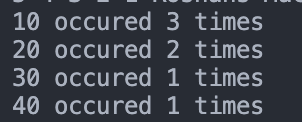 10 occured 3 times
20 occured 2 times
30 occured 1 times
40 occured 1 times